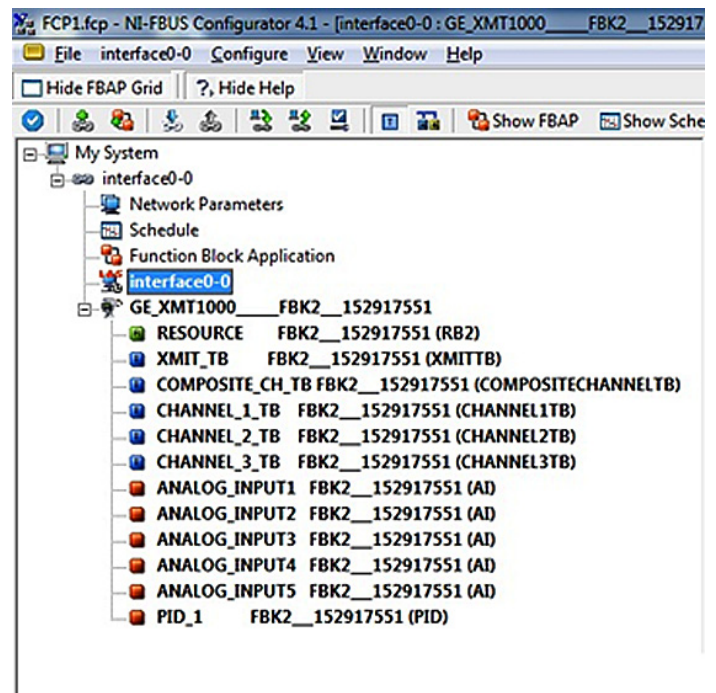 FCP1.fcp - NI-FBUS Configurator 4.1 - [interface0-0 : GE_XMT1000_____FBK2__152917
File interface0-0 Configure View Window Help
Hide FBAP Grid ?, Hide Help
Show FBAP Show Sche
My System
interface0-0
Network Parameters
Schedule
Function Block Application
interface0-0
GE_XMT1000_____FBK2__152917551
RESOURCE FBK2__152917551 (RB2)
XMIT_TB FBK2__152917551 (XMITTB)
COMPOSITE_CH_TB FBK2__152917551 (COMPOSITECHANNELTB)
CHANNEL_1_TB FBK2__152917551 (CHANNEL1TB)
CHANNEL_2_TB FBK2__152917551 (CHANNEL2TB)
CHANNEL_3_TB FBK2__152917551 (CHANNEL3TB)
ANALOG_INPUT1 FBK2__152917551 (AI)
ANALOG_INPUT2 FBK2__152917551 (AI)
ANALOG_INPUT3 FBK2__152917551 (AI)
ANALOG_INPUT4 FBK2__152917551 (AI)
ANALOG_INPUT5 FBK2__152917551 (AI)
PID_1 FBK2__152917551 (PID)